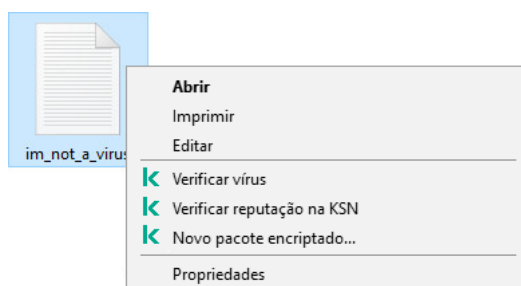 im_not_a_virus
Abrir
Imprimir
Editar
Verificar vírus
Verificar reputação na KSN
Novo pacote encriptado...
Propriedades